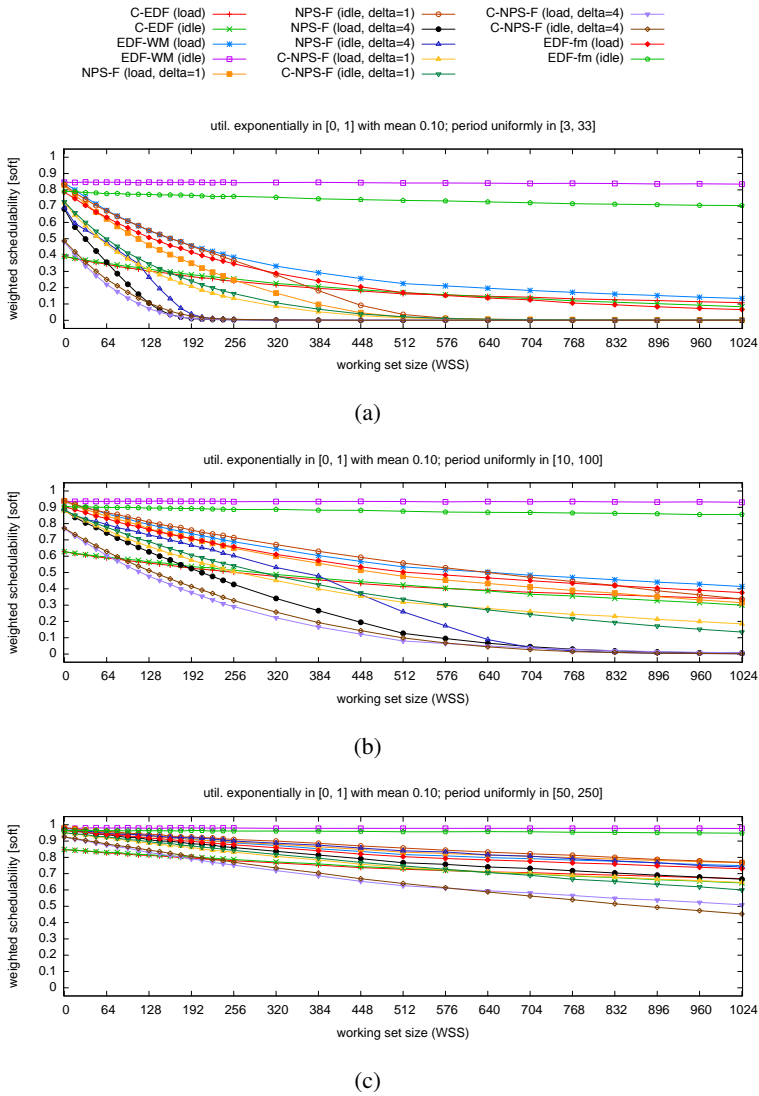 C-EDF (load)
C-EDF (idle)
EDF-WM (load)
EDF-WM (idle)
NPS-F (load, delta=1)
NPS-F (idle, delta=1)
NPS-F (load, delta=4)
NPS-F (idle, delta=4)
C-NPS-F (load, delta=1)
C-NPS-F (idle, delta=1)
C-NPS-F (load, delta=4)
C-NPS-F (idle, delta=4)
EDF-fm (load)
EDF-fm (idle)
util. exponentially in [0, 1] with mean 0.10; period uniformly in [3, 33]
weighted schedulability [soft]
1
0.9
0.8
0.7
0.6
0.5
0.4
0.3
0.2
0.1
0
0 64 128 192 256 320 384 448 512 576 640 704 768 832 896 960 1024
working set size (WSS)
(a)
util. exponentially in [0, 1] with mean 0.10; period uniformly in [10, 100]
weighted schedulability [soft]
1
0.9
0.8
0.7
0.6
0.5
0.4
0.3
0.2
0.1
0
0 64 128 192 256 320 384 448 512 576 640 704 768 832 896 960 1024
working set size (WSS)
(b)
util. exponentially in [0, 1] with mean 0.10; period uniformly in [50, 250]
weighted schedulability [soft]
1
0.9
0.8
0.7
0.6
0.5
0.4
0.3
0.2
0.1
0
0 64 128 192 256 320 384 448 512 576 640 704 768 832 896 960 1024
working set size (WSS)
(c)